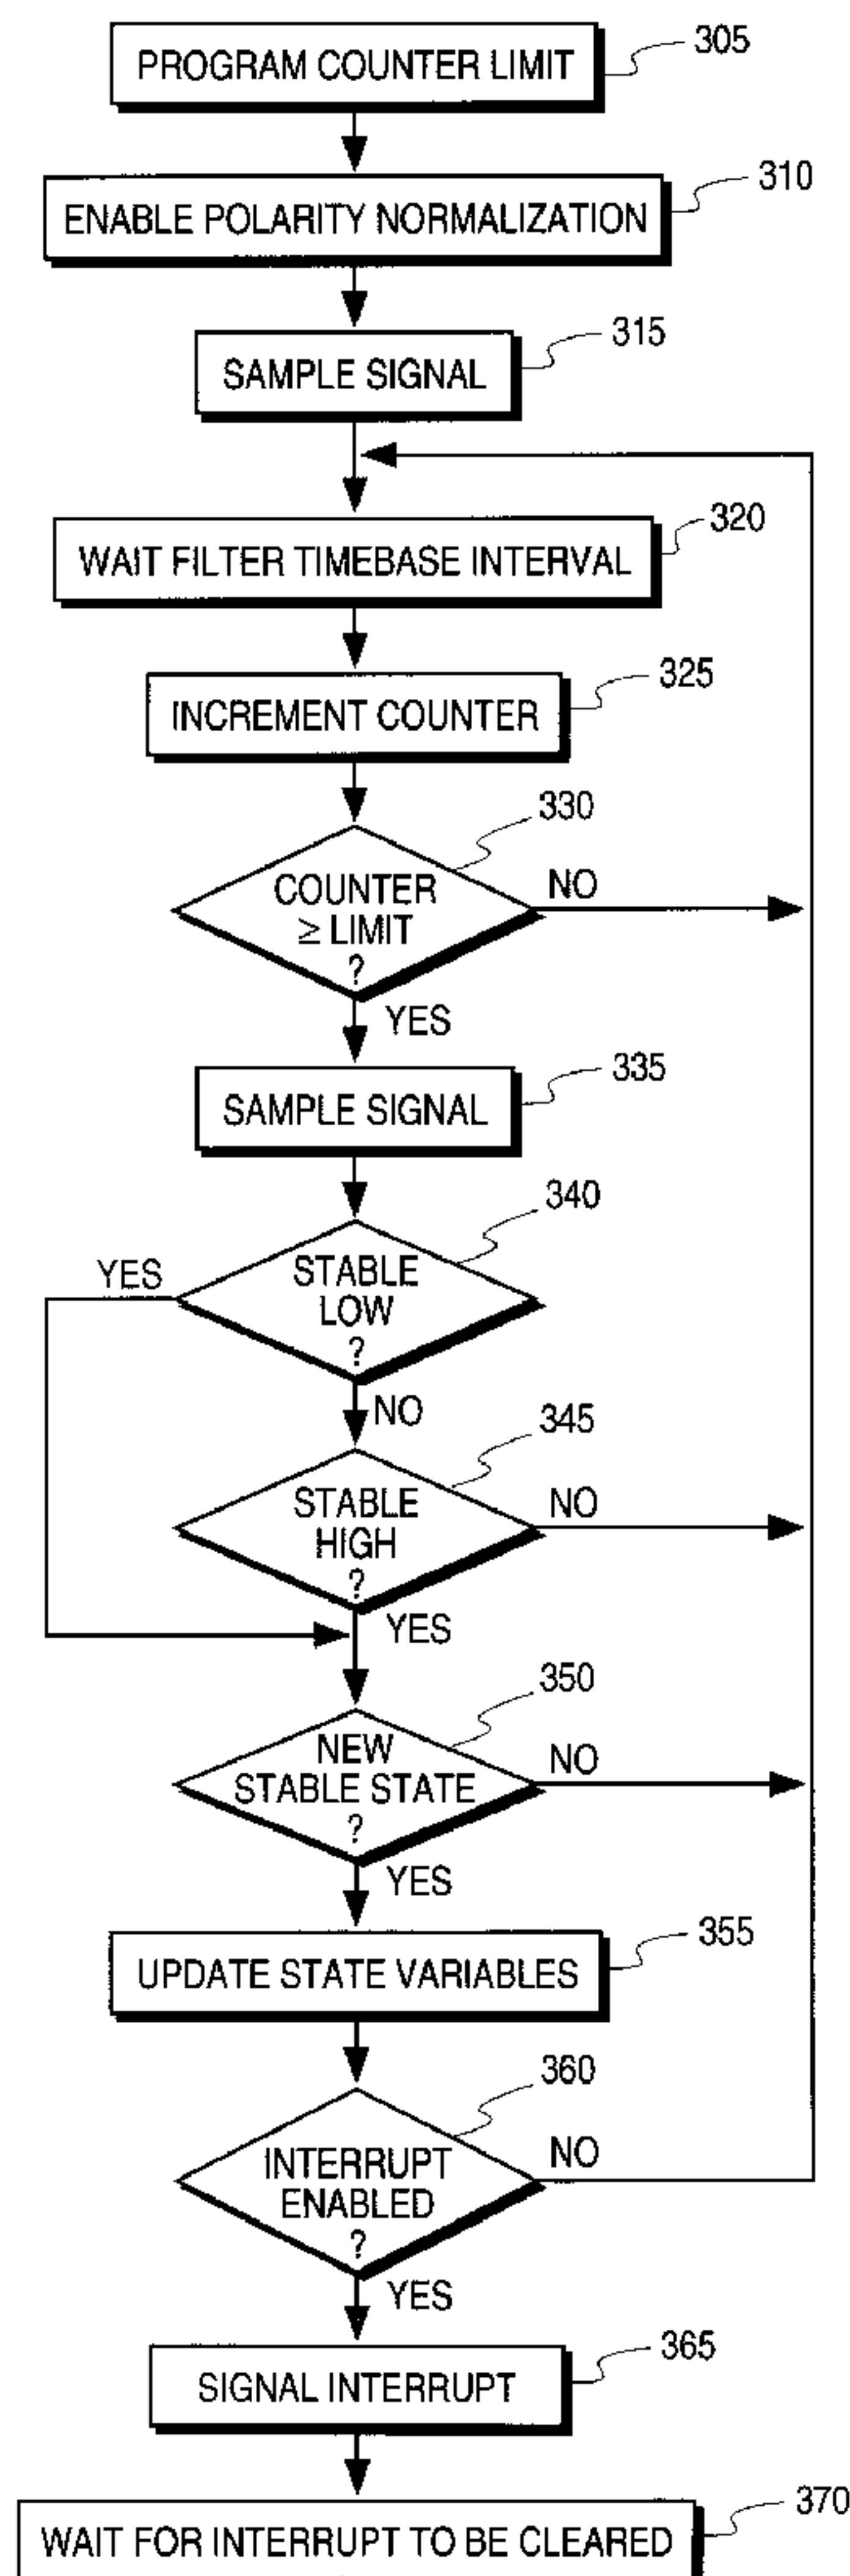 PROGRAM COUNTER LIMIT
305
ENABLE POLARITY NORMALIZATION
310
SAMPLE SIGNAL
315
WAIT FILTER TIMEBASE INTERVAL
320
INCREMENT COUNTER
325
COUNTER
≥ LIMIT
?
330
NO
YES
SAMPLE SIGNAL
335
STABLE
LOW
?
340
YES
NO
STABLE
HIGH
?
345
NO
YES
NEW
STABLE STATE
?
350
NO
YES
UPDATE STATE VARIABLES
355
INTERRUPT
ENABLED
?
360
NO
YES
SIGNAL INTERRUPT
365
WAIT FOR INTERRUPT TO BE CLEARED
370